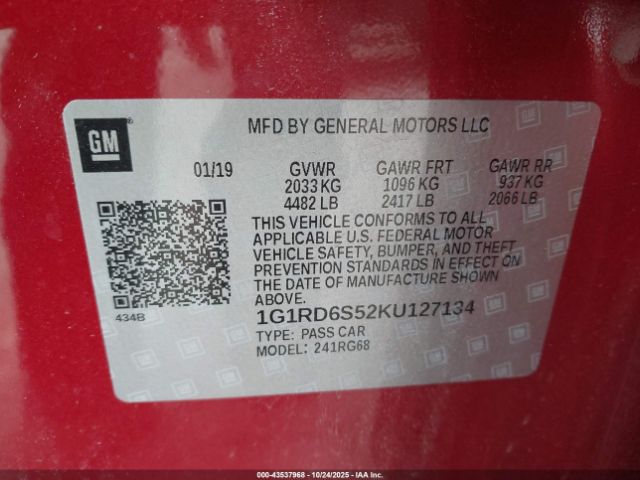 GM
MFD BY GENERAL MOTORS LLC
01/19 GVWR GAWR FRT GAWR RR
2033 KG 1096 KG 937 KG
4482 LB 2417 LB 2066 LB
THIS VEHICLE CONFORMS TO ALL
APPLICABLE U.S. FEDERAL MOTOR
VEHICLE SAFETY, BUMPER, AND THEFT
PREVENTION STANDARDS IN EFFECT ON
THE DATE OF MANUFACTURE SHOWN
ABOVE.
434B
1G1RD6S52KU127134
TYPE: PASS CAR
MODEL: 241RG68
000-43537968 - 10/24/2025 - IAA Inc.